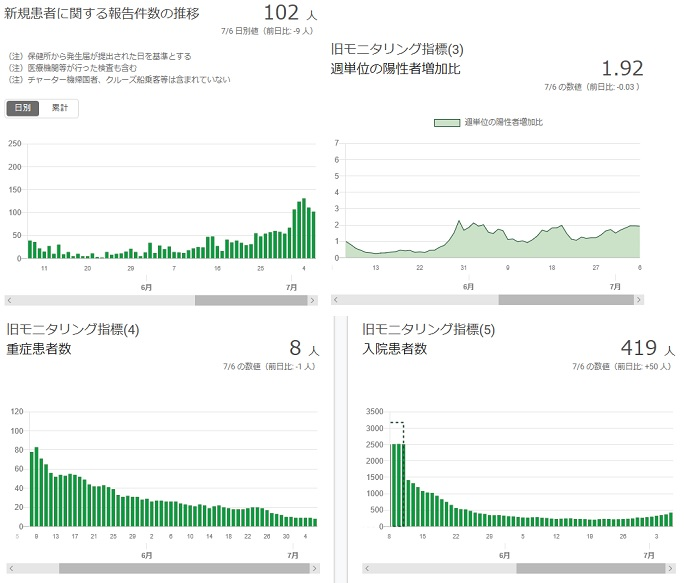 新規患者に関する報告件数の推移
102 人
7/6 日別値（前日比: -9 人）
（注）保健所から発生届が提出された日を基準とする
（注）医療機関等が行った検査も含む
（注）チャーター機帰国者、クルーズ船乗客等は含まれていない
日別 累計
250
200
150
100
50
0
11 20 29 7 16 25 4
6月 7月
旧モニタリング指標(3)
週単位の陽性者増加比
1.92
7/6 の数値（前日比: -0.03 ）
週単位の陽性者増加比
7
6
5
4
3
2
1
0
13 22 31 9 18 27 6
6月 7月
旧モニタリング指標(4)
重症患者数
8 人
7/6 の数値（前日比: -1 人）
120
100
80
60
40
20
0
5 9 13 17 21 25 29 2 6 10 14 18 22 26 30 4
6月 7月
旧モニタリング指標(5)
入院患者数
419 人
7/6 の数値（前日比: +50 人）
3500
3000
2500
2000
1500
1000
500
0
8 15 22 29 5 12 19 26 3
6月 7月